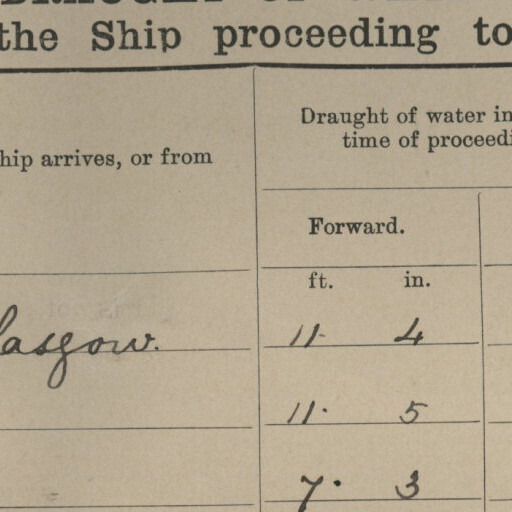 the Ship proceeding to
Draught of water in
time of proceedi
hip arrives, or from
Forward.
ft. in.
lasgow. 11. 4
11. 5
7. 3